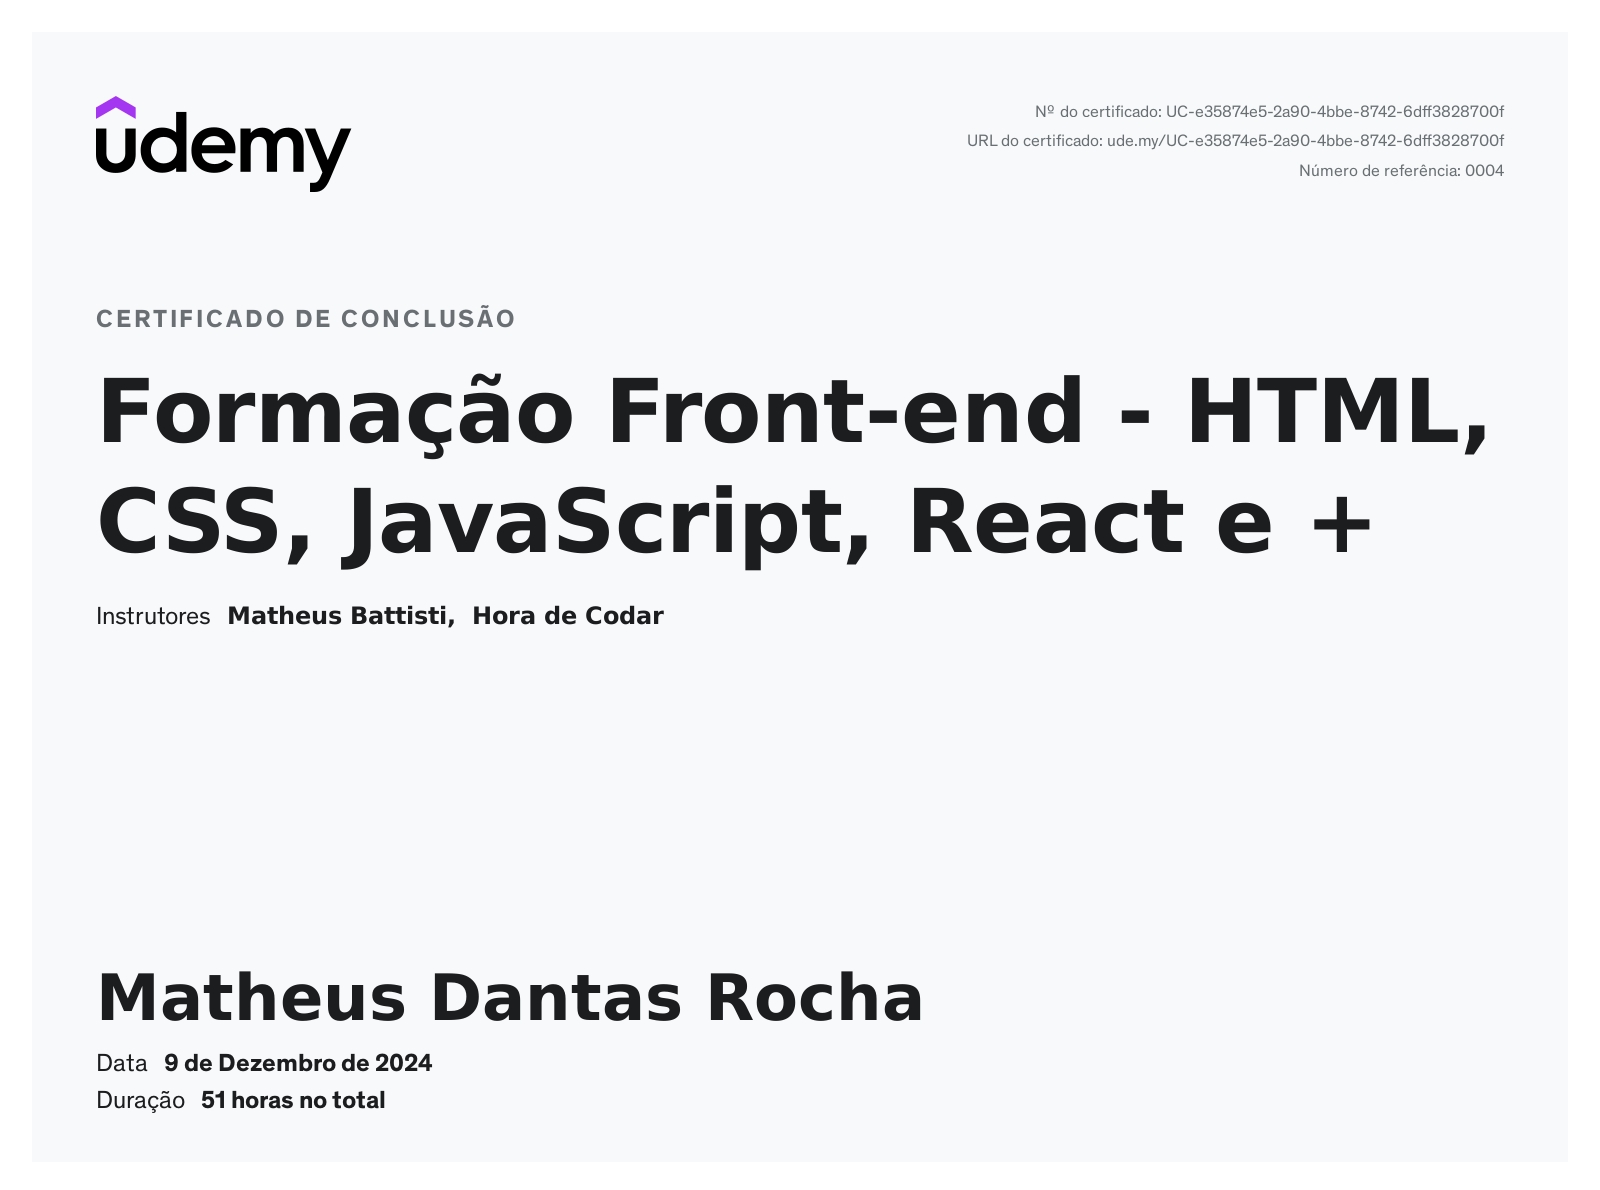 udemy
Nº do certificado: UC-e35874e5-2a90-4bbe-8742-6dff3828700f
URL do certificado: ude.my/UC-e35874e5-2a90-4bbe-8742-6dff3828700f
Número de referência: 0004
CERTIFICADO DE CONCLUSÃO
Formação Front-end - HTML,
CSS, JavaScript, React e +
Instrutores Matheus Battisti, Hora de Codar
Matheus Dantas Rocha
Data 9 de Dezembro de 2024
Duração 51 horas no total